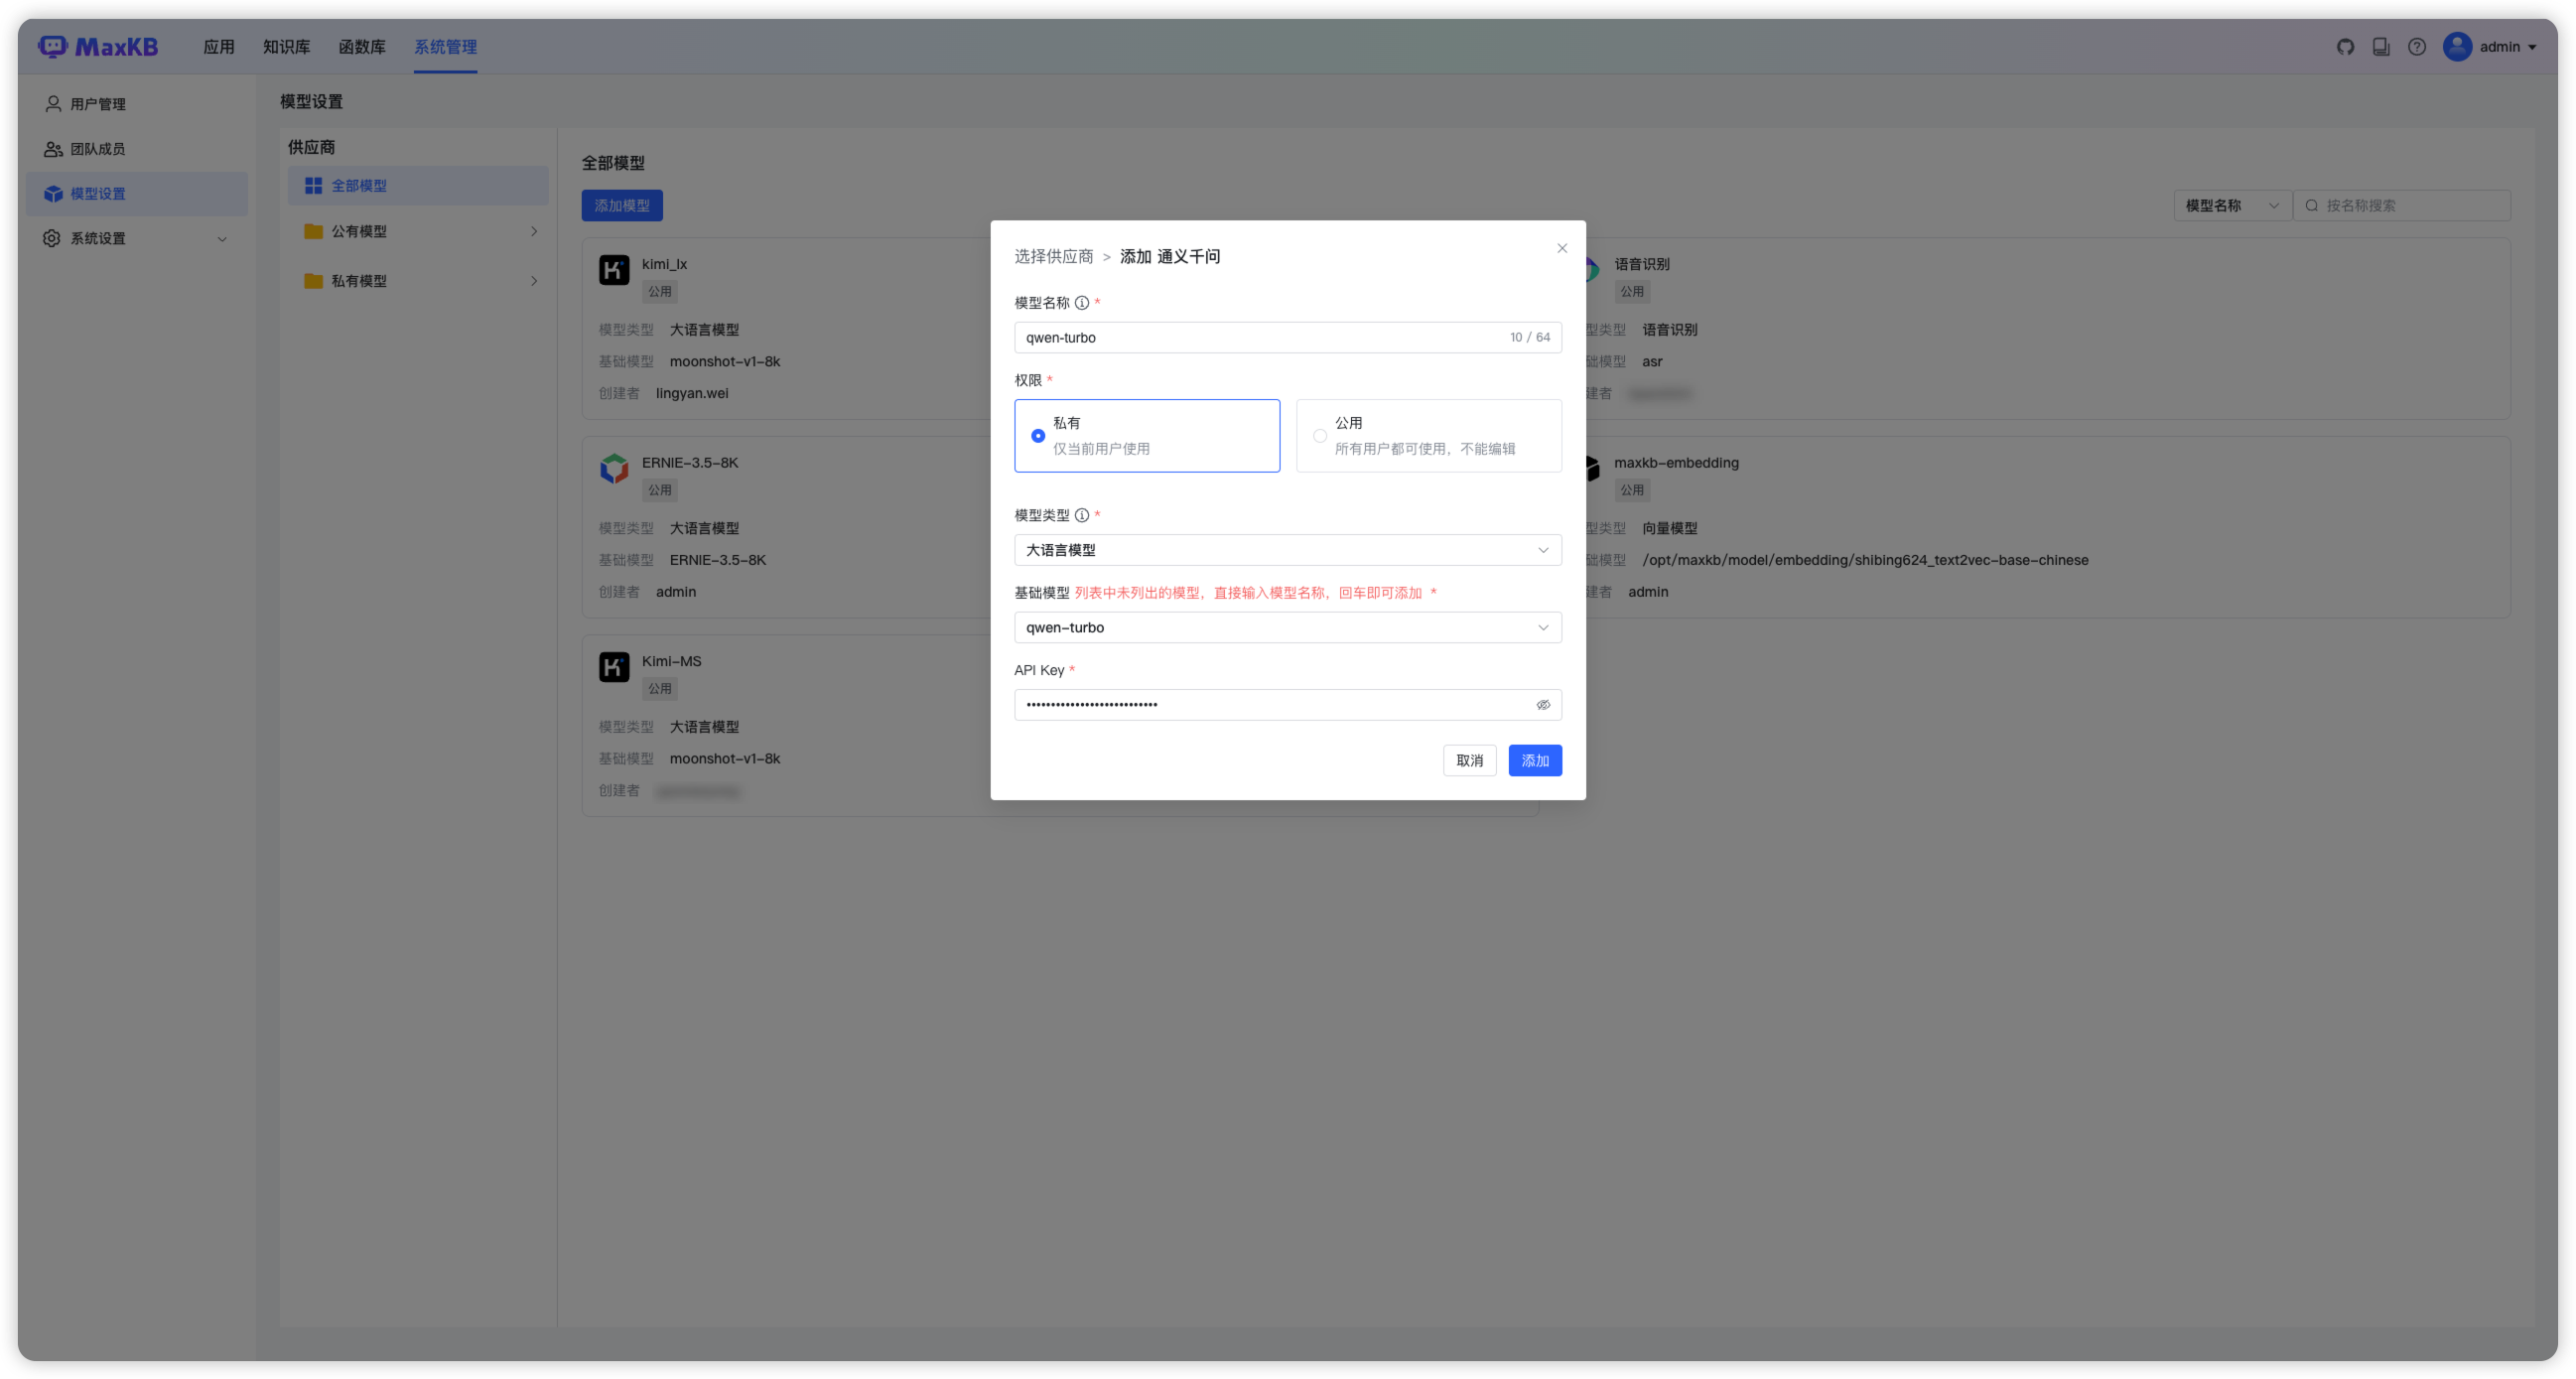 MaxKB 应用 知识库 函数库 系统管理 admin
用户管理
团队成员
模型设置
系统设置
模型设置
供应商
全部模型
公有模型
私有模型
全部模型
添加模型
模型名称
按名称搜索
kimi_lx
公用
模型类型 大语言模型
基础模型 moonshot-v1-8k
创建者 lingyan.wei
语音识别
公用
型类型 语音识别
础模型 asr
建者
ERNIE-3.5-8K
公用
模型类型 大语言模型
基础模型 ERNIE-3.5-8K
创建者 admin
maxkb-embedding
公用
型类型 向量模型
础模型 /opt/maxkb/model/embedding/shibing624_text2vec-base-chinese
建者 admin
Kimi-MS
公用
模型类型 大语言模型
基础模型 moonshot-v1-8k
创建者
选择供应商 > 添加 通义千问
模型名称 *
qwen-turbo 10 / 64
权限 *
私有
仅当前用户使用
公用
所有用户都可使用，不能编辑
模型类型 *
大语言模型
基础模型 列表中未列出的模型，直接输入模型名称，回车即可添加 *
qwen-turbo
API Key *
取消 添加